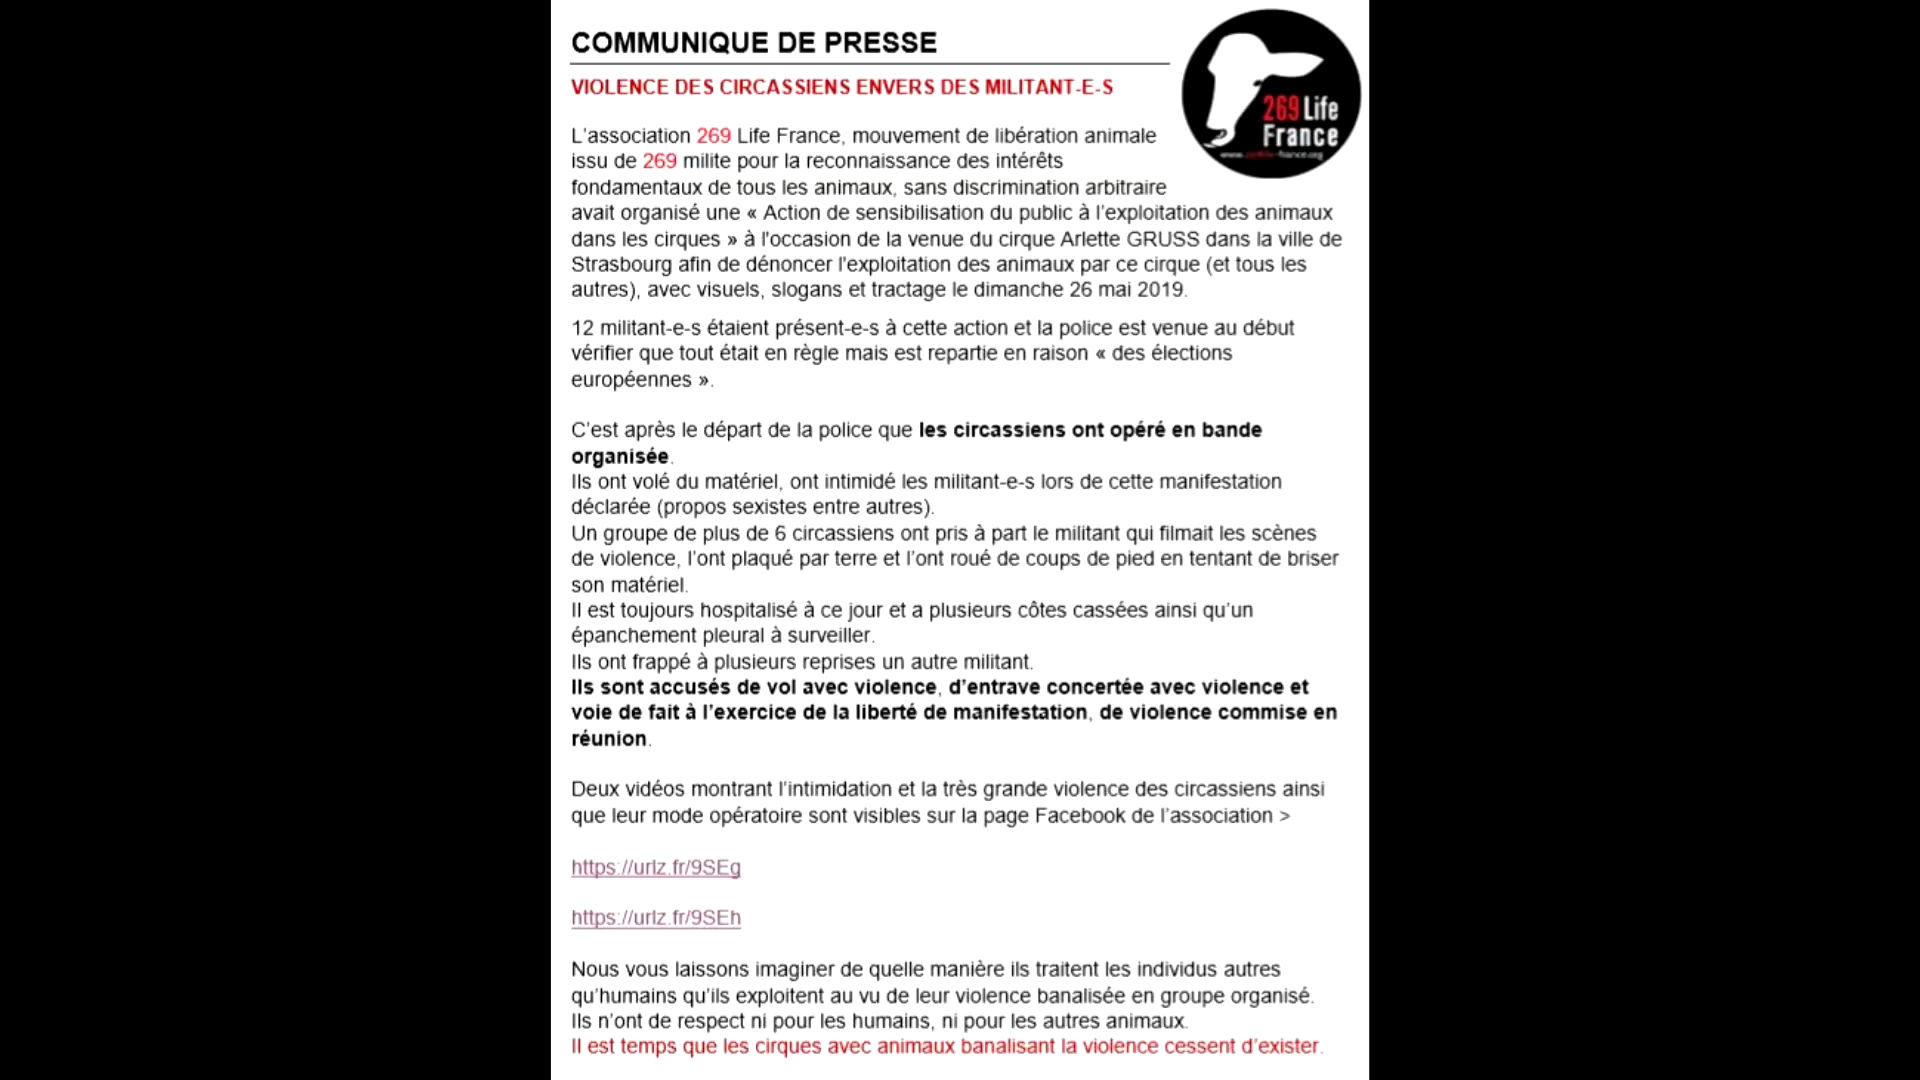 COMMUNIQUE DE PRESSE
VIOLENCE DES CIRCASSIENS ENVERS DES MILITANT-E-S
269 Life
France
L’association 269 Life France, mouvement de libération animale
issu de 269 milite pour la reconnaissance des intérêts
fondamentaux de tous les animaux, sans discrimination arbitraire
avait organisé une « Action de sensibilisation du public à l’exploitation des animaux
dans les cirques » à l'occasion de la venue du cirque Arlette GRUSS dans la ville de
Strasbourg afin de dénoncer l'exploitation des animaux par ce cirque (et tous les
autres), avec visuels, slogans et tractage le dimanche 26 mai 2019.
12 militant-e-s étaient présent-e-s à cette action et la police est venue au début
vérifier que tout était en règle mais est repartie en raison « des élections
européennes ».
C’est après le départ de la police que les circassiens ont opéré en bande
organisée.
Ils ont volé du matériel, ont intimidé les militant-e-s lors de cette manifestation
déclarée (propos sexistes entre autres).
Un groupe de plus de 6 circassiens ont pris à part le militant qui filmait les scènes
de violence, l’ont plaqué par terre et l’ont roué de coups de pied en tentant de briser
son matériel.
Il est toujours hospitalisé à ce jour et a plusieurs côtes cassées ainsi qu’un
épanchement pleural à surveiller.
Ils ont frappé à plusieurs reprises un autre militant.
Ils sont accusés de vol avec violence, d’entrave concertée avec violence et
voie de fait à l’exercice de la liberté de manifestation, de violence commise en
réunion.
Deux vidéos montrant l’intimidation et la très grande violence des circassiens ainsi
que leur mode opératoire sont visibles sur la page Facebook de l’association >
https://urlz.fr/9SEg
https://urlz.fr/9SEh
Nous vous laissons imaginer de quelle manière ils traitent les individus autres
qu’humains qu’ils exploitent au vu de leur violence banalisée en groupe organisé.
Ils n’ont de respect ni pour les humains, ni pour les autres animaux.
Il est temps que les cirques avec animaux banalisant la violence cessent d’exister.